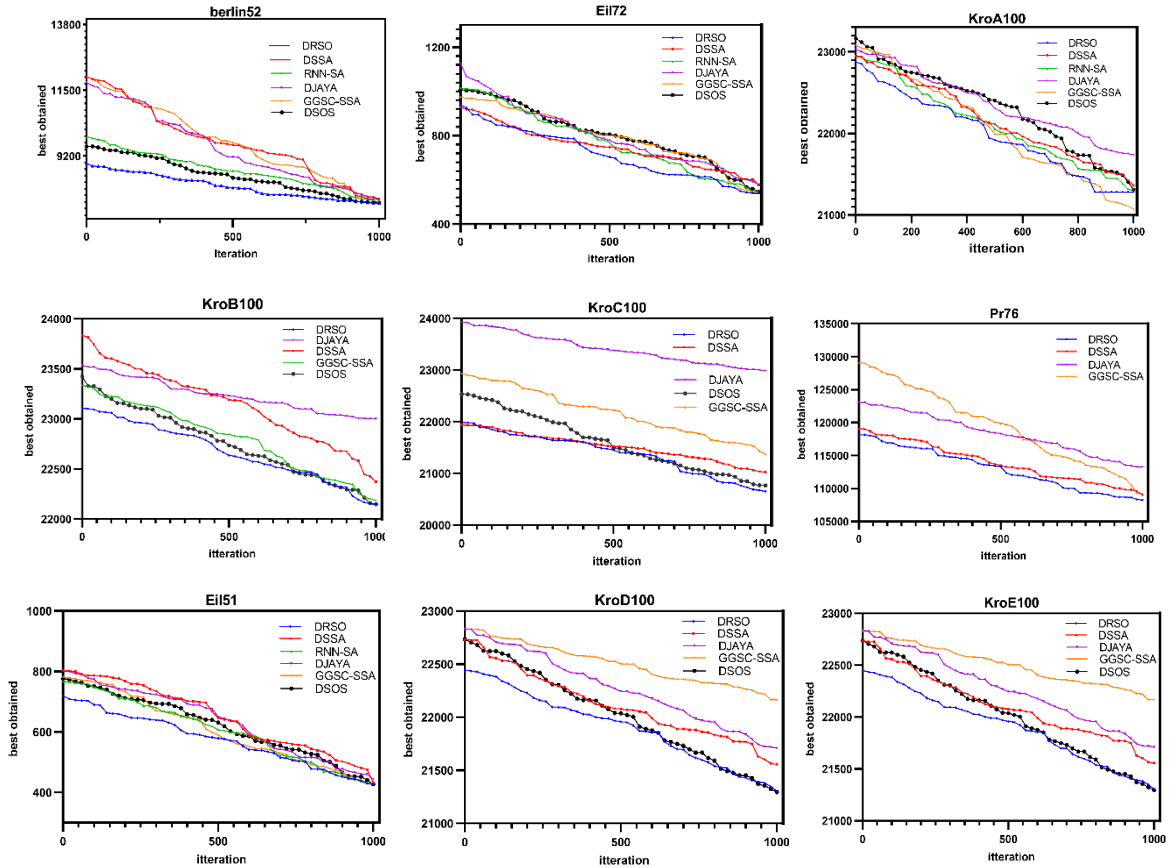 berlin52
13800
11500
9200
best obtained
0
500
1000
Iteration
DRSO
DSSA
RNN-SA
DJAYA
GGSC-SSA
DSOS
Eil72
1200
800
400
best obtained
0
500
1000
itteration
DRSO
DSSA
RNN-SA
DJAYA
GGSC-SSA
DSOS
KroA100
23000
22000
21000
best obtained
0
200
400
600
800
1000
itteration
DRSO
DSSA
RNN-SA
DJAYA
GGSC-SSA
DSOS
KroB100
24000
23500
23000
22500
22000
best obtained
0
500
1000
itteration
DRSO
DJAYA
DSSA
GGSC-SSA
DSOS
KroC100
24000
23000
22000
21000
20000
best obtained
0
500
1000
itteration
DRSO
DSSA
DJAYA
DSOS
GGSC-SSA
Pr76
135000
130000
125000
120000
115000
110000
105000
best obtained
0
500
1000
itteration
DRSO
DSSA
DJAYA
GGSC-SSA
Eil51
1000
800
600
400
best obtained
0
500
1000
itteration
DRSO
DSSA
RNN-SA
DJAYA
GGSC-SSA
DSOS
KroD100
23000
22500
22000
21500
21000
best obtained
0
500
1000
itteration
DRSO
DSSA
DJAYA
GGSC-SSA
DSOS
KroE100
23000
22500
22000
21500
21000
best obtained
0
500
1000
itteration
DRSO
DSSA
DJAYA
GGSC-SSA
DSOS